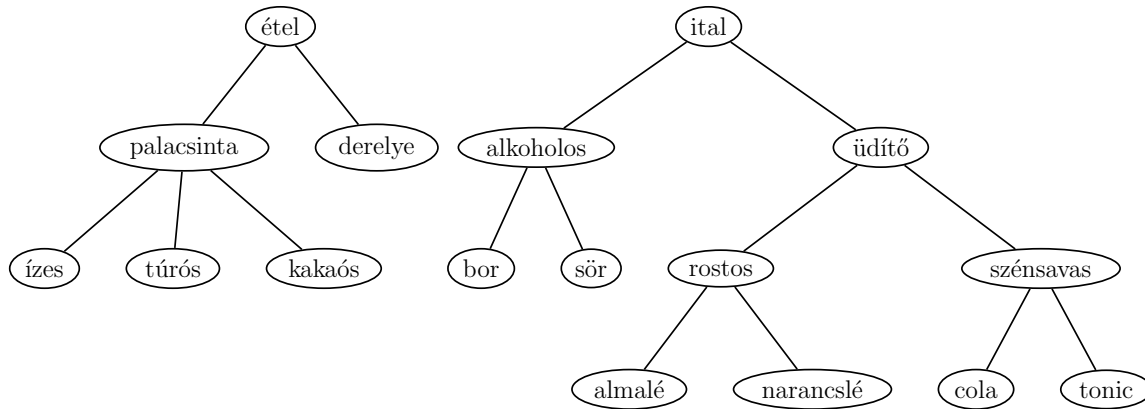 étel
ital
palacsinta
derelye
alkoholos
üdítő
ízes
túrós
kakaós
bor
sör
rostos
szénsavas
almalé
narancslé
cola
tonic